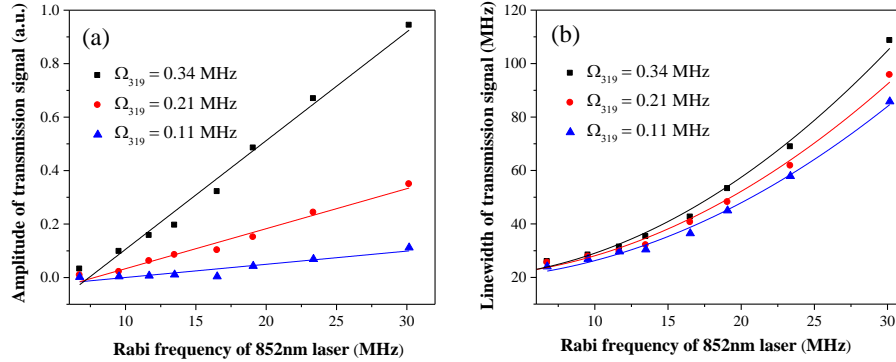 (a)
Ω319 = 0.34 MHz
Ω319 = 0.21 MHz
Ω319 = 0.11 MHz
Amplitude of transmission signal (a.u.)
1.0
0.8
0.6
0.4
0.2
0.0
10 15 20 25 30
Rabi frequency of 852nm laser (MHz)
(b)
Ω319 = 0.34 MHz
Ω319 = 0.21 MHz
Ω319 = 0.11 MHz
Linewidth of transmission signal (MHz)
120
100
80
60
40
20
10 15 20 25 30
Rabi frequency of 852nm laser (MHz)